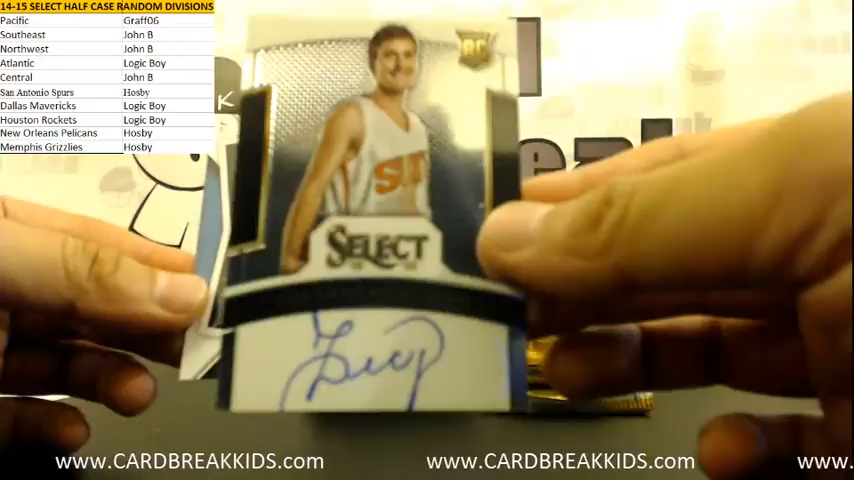 14-15 SELECT HALF CASE RANDOM DIVISIONS
Pacific Graff06
Southeast John B
Northwest John B
Atlantic Logic Boy
Central John B
San Antonio Spurs Hosby
Dallas Mavericks Logic Boy
Houston Rockets Logic Boy
New Orleans Pelicans Hosby
Memphis Grizzlies Hosby
RC
SELECT
www.CARDBREAKKIDS.com www.CARDBREAKKIDS.com www.